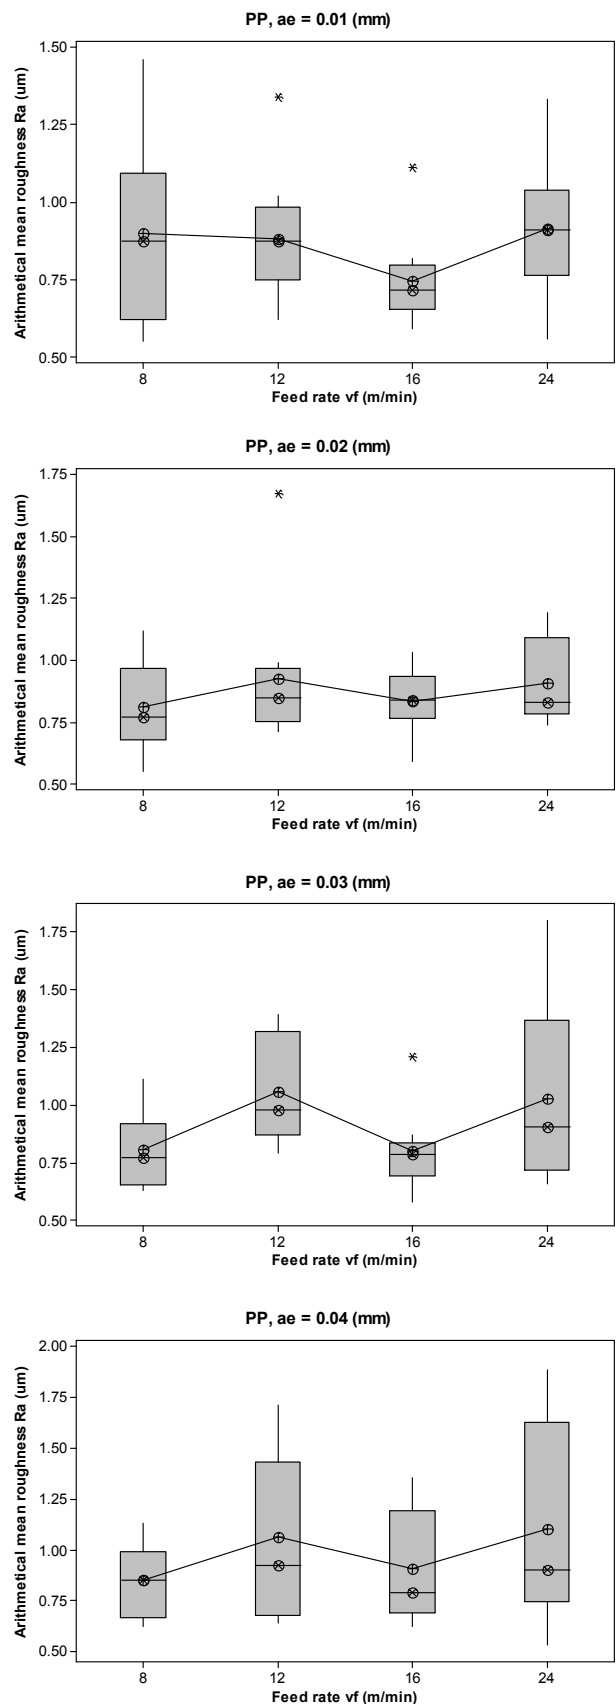 PP, ae = 0.01 (mm)
Arithmetical mean roughness Ra (um)
1.50
1.25
1.00
0.75
0.50
8 12 16 24
Feed rate vf (m/min)
PP, ae = 0.02 (mm)
Arithmetical mean roughness Ra (um)
1.75
1.50
1.25
1.00
0.75
0.50
8 12 16 24
Feed rate vf (m/min)
PP, ae = 0.03 (mm)
Arithmetical mean roughness Ra (um)
1.75
1.50
1.25
1.00
0.75
0.50
8 12 16 24
Feed rate vf (m/min)
PP, ae = 0.04 (mm)
Arithmetical mean roughness Ra (um)
2.00
1.75
1.50
1.25
1.00
0.75
0.50
8 12 16 24
Feed rate vf (m/min)